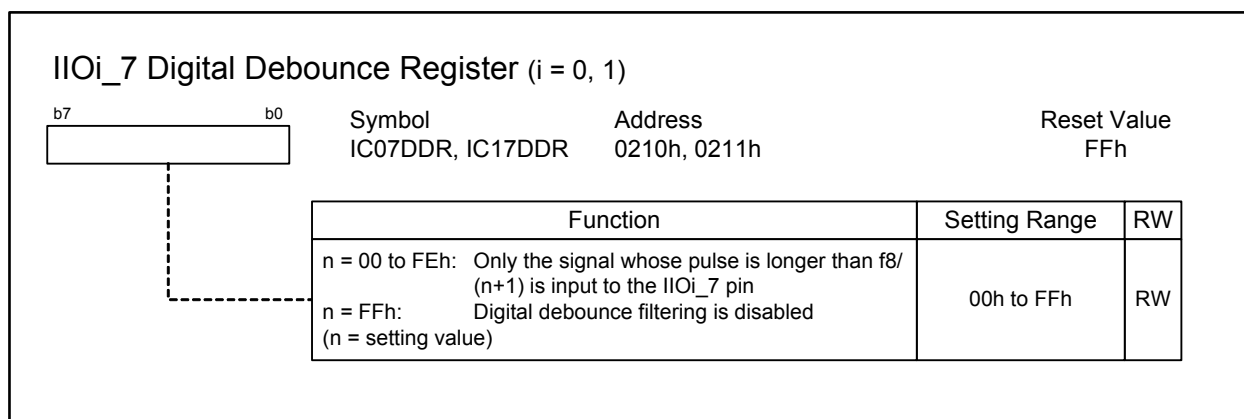 IIOi_7 Digital Debounce Register (i = 0, 1)
b7 b0
Symbol Address Reset Value
IC07DDR, IC17DDR 0210h, 0211h FFh
Function Setting Range RW
n = 00 to FEh: Only the signal whose pulse is longer than f8/
(n+1) is input to the IIOi_7 pin
n = FFh: Digital debounce filtering is disabled
(n = setting value)
00h to FFh RW